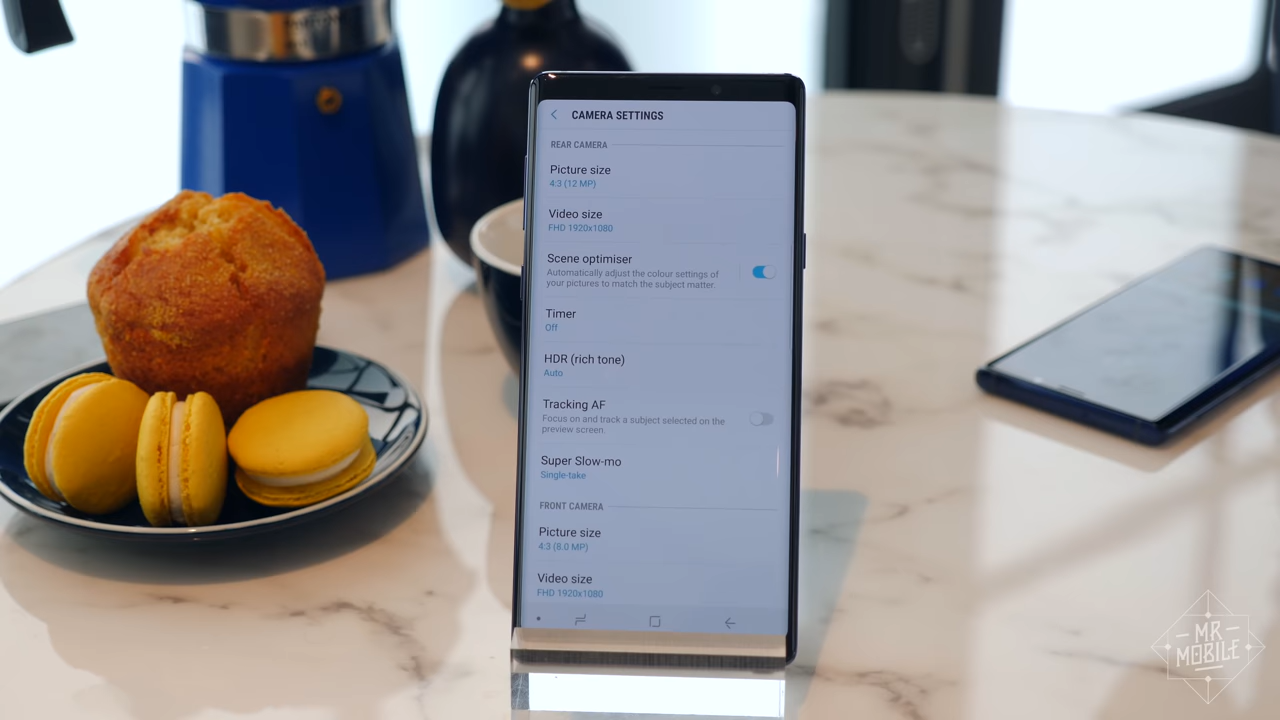 CAMERA SETTINGS
REAR CAMERA
Picture size
4:3 (12 MP)
Video size
FHD 1920x1080
Scene optimiser
Automatically adjust the colour settings of
your pictures to match the subject matter.
Timer
Off
HDR (rich tone)
Auto
Tracking AF
Focus on and track a subject selected on the
preview screen.
Super Slow-mo
Single-take
FRONT CAMERA
Picture size
4:3 (8.0 MP)
Video size
FHD 1920x1080
MR
MOBILE